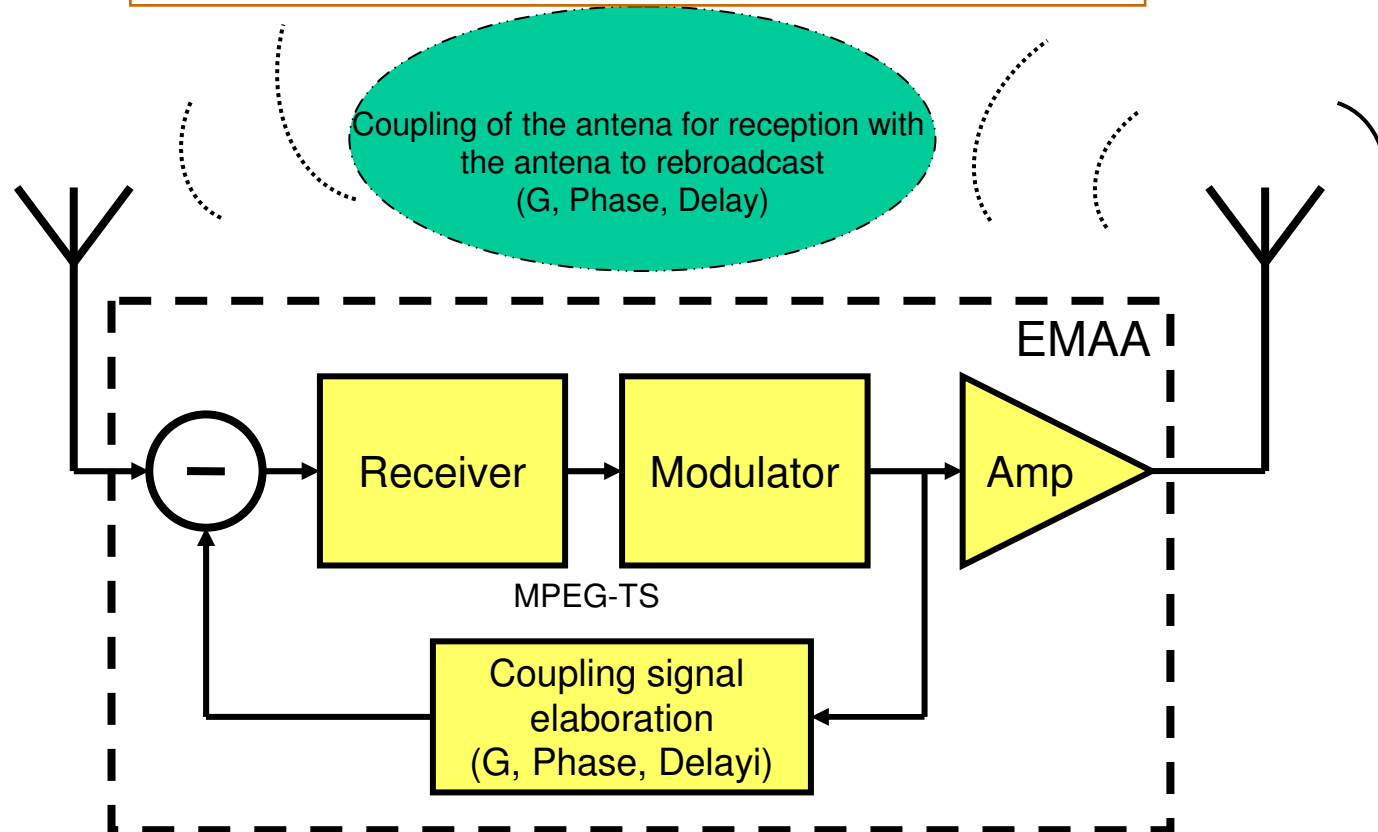 Coupling of the antena for reception with
the antena to rebroadcast
(G, Phase, Delay)
EMAA
Receiver
Modulator
Amp
MPEG-TS
Coupling signal
elaboration
(G, Phase, Delayi)